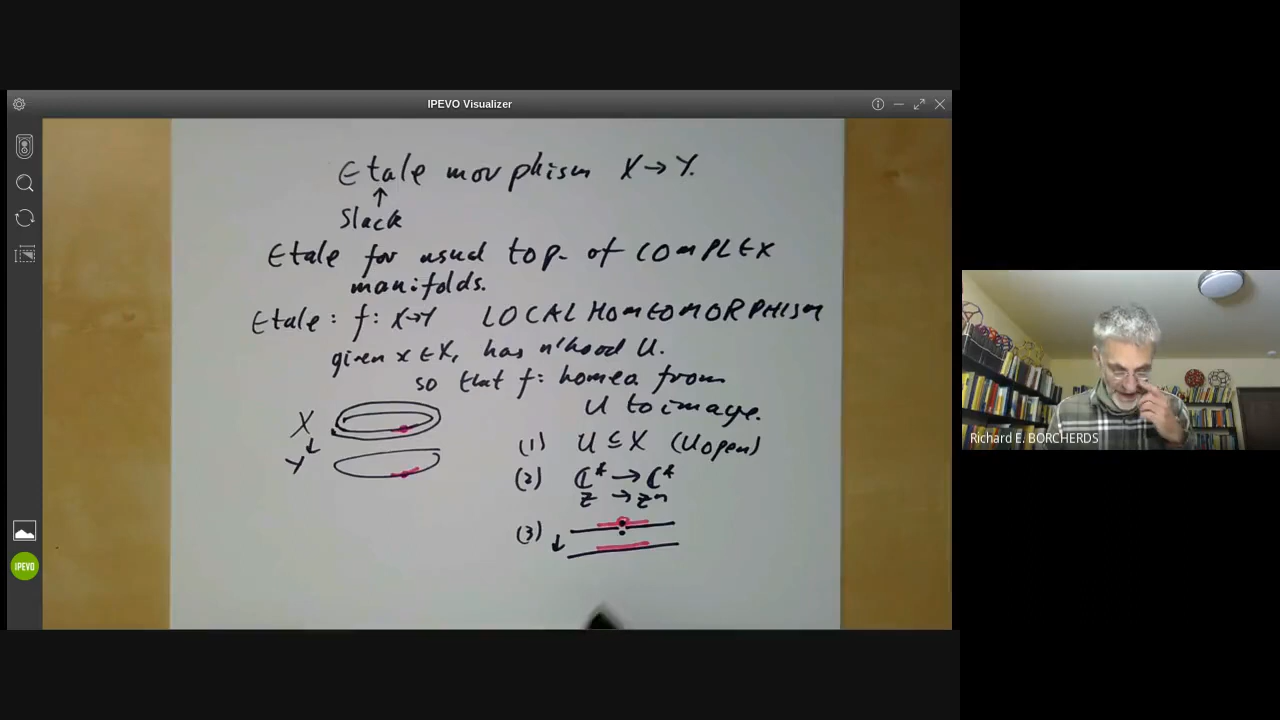 IPEVO Visualizer
Etale morphism X → Y.
↑
Slack
Etale for usual top. of COMPLEX
manifolds.
Etale: f: X→Y LOCAL HOMEOMORPHISM
given x ∈ X, has n'hood U.
so that f: homeo from
U to image.
X
↓
Y
(1) U ⊆ X (U open)
(2) ℂ* → ℂ*
z → zⁿ
(3) ↓
IPEVO
Richard E. BORCHERDS